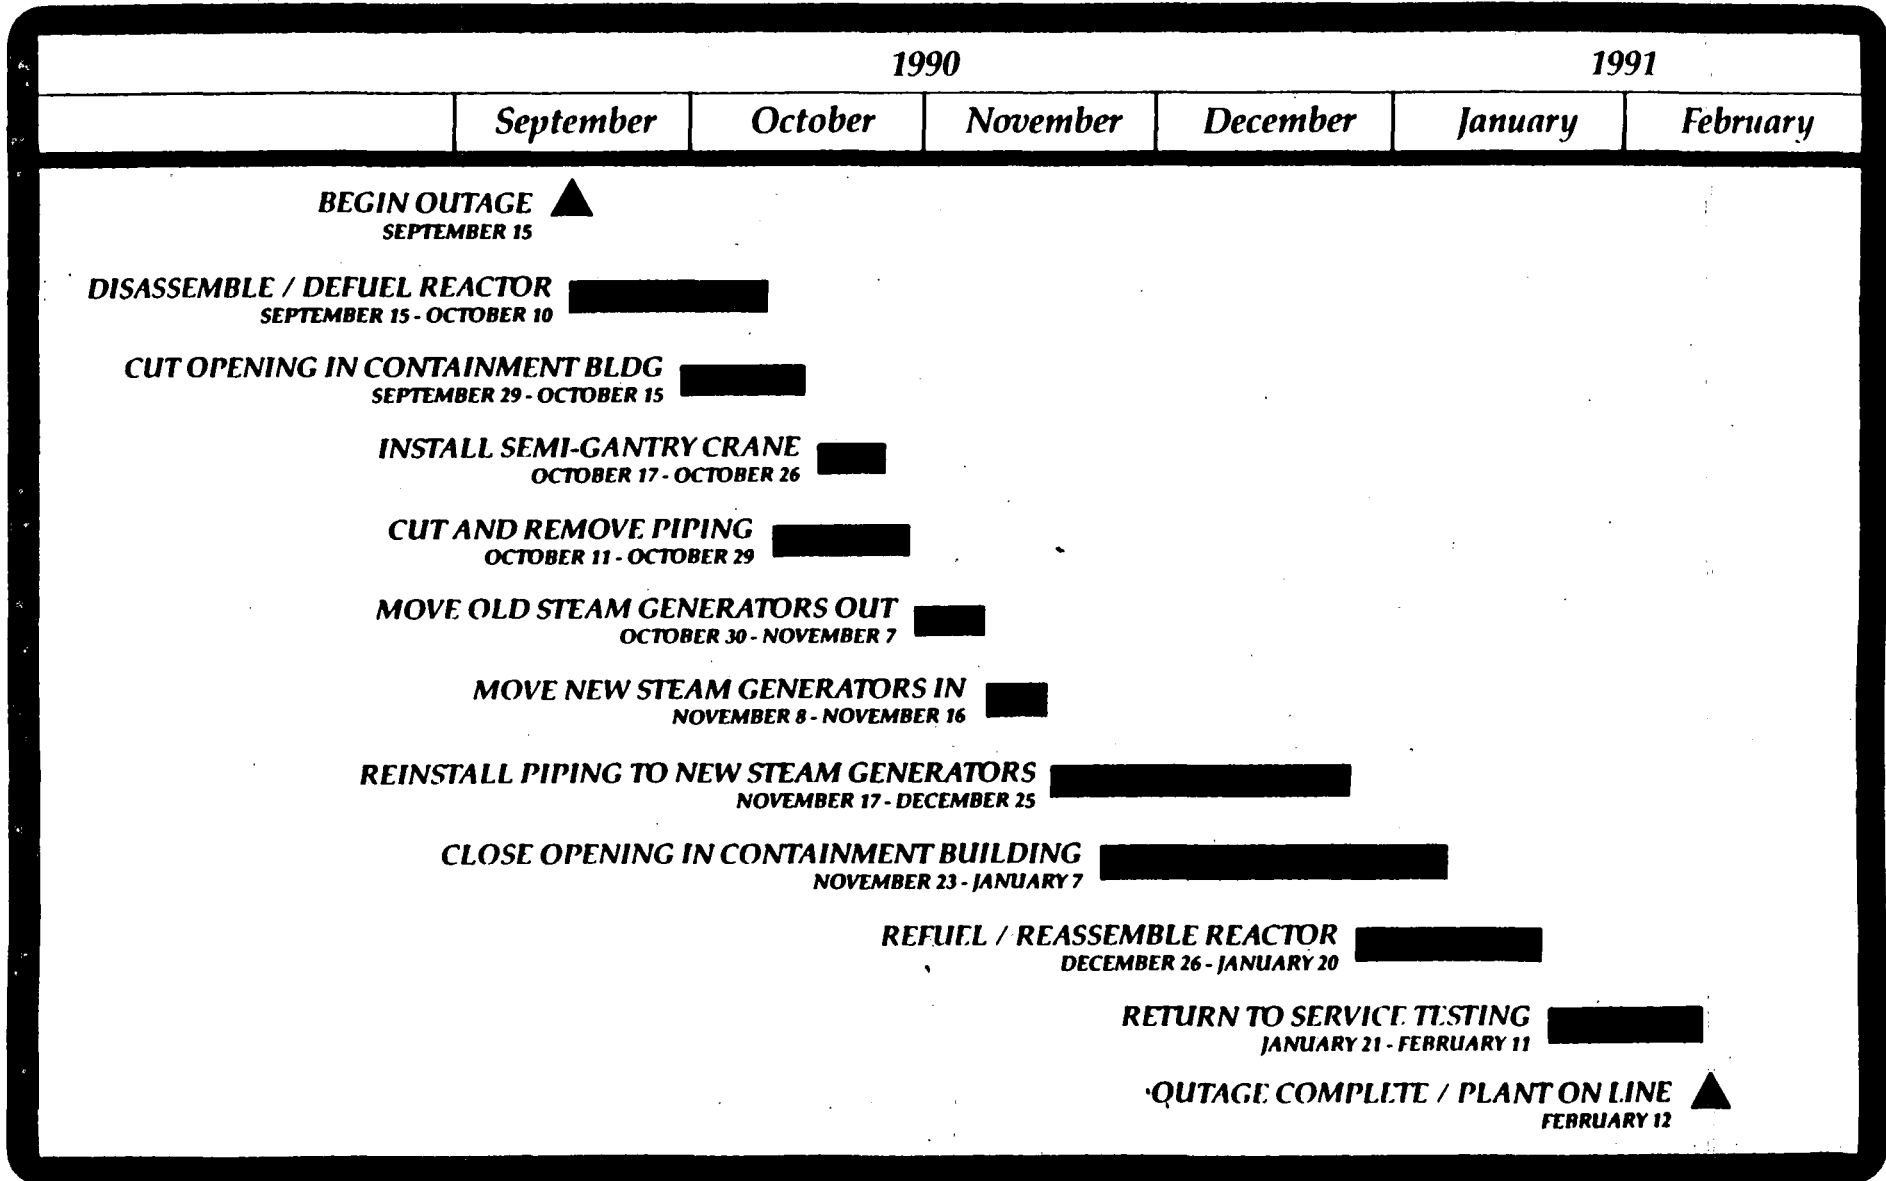 1990 1991
September October November December January February
BEGIN OUTAGE
SEPTEMBER 15
DISASSEMBLE / DEFUEL REACTOR
SEPTEMBER 15 - OCTOBER 10
CUT OPENING IN CONTAINMENT BLDG
SEPTEMBER 29 - OCTOBER 15
INSTALL SEMI-GANTRY CRANE
OCTOBER 17 - OCTOBER 26
CUT AND REMOVE PIPING
OCTOBER 11 - OCTOBER 29
MOVE OLD STEAM GENERATORS OUT
OCTOBER 30 - NOVEMBER 7
MOVE NEW STEAM GENERATORS IN
NOVEMBER 8 - NOVEMBER 16
REINSTALL PIPING TO NEW STEAM GENERATORS
NOVEMBER 17 - DECEMBER 25
CLOSE OPENING IN CONTAINMENT BUILDING
NOVEMBER 23 - JANUARY 7
REFUEL / REASSEMBLE REACTOR
DECEMBER 26 - JANUARY 20
RETURN TO SERVICE TESTING
JANUARY 21 - FEBRUARY 11
OUTAGE COMPLETE / PLANT ON LINE
FEBRUARY 12